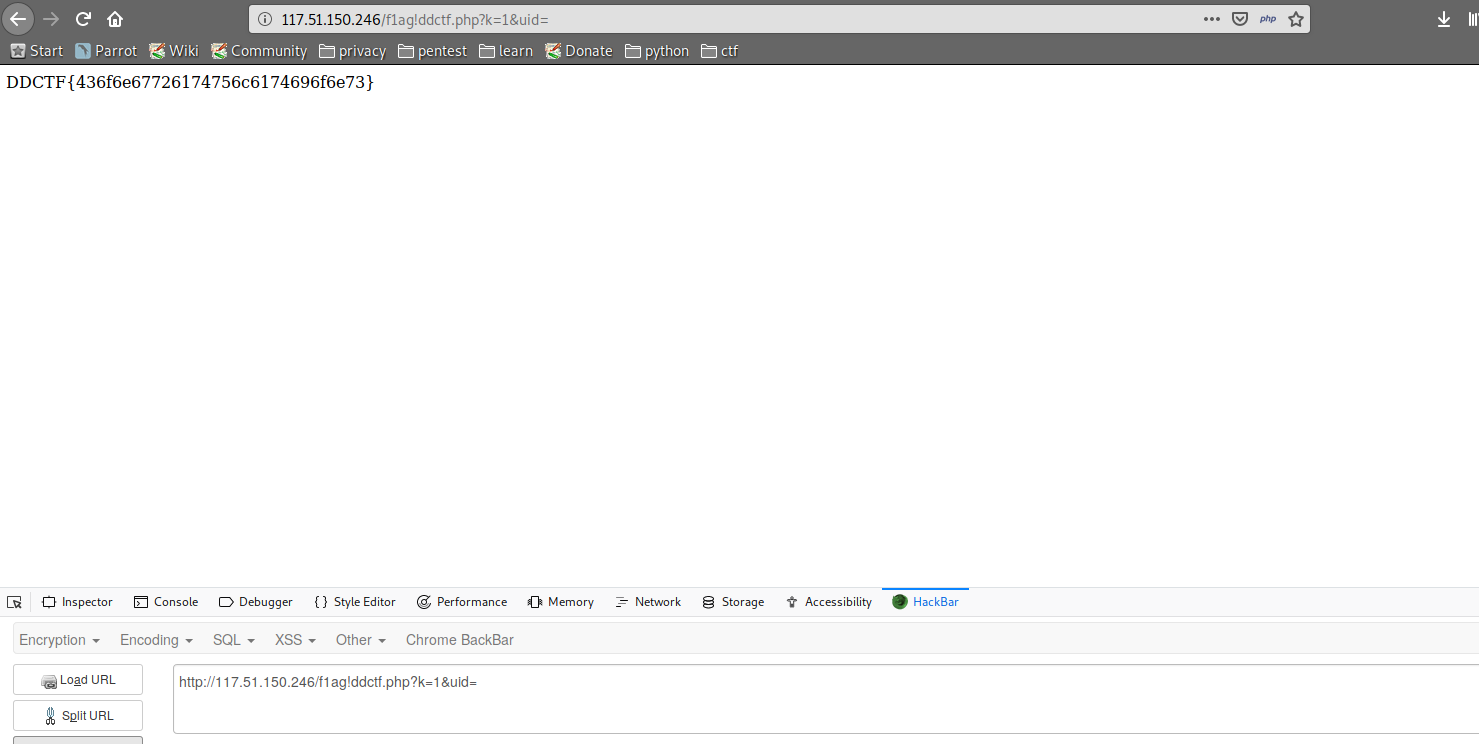 117.51.150.246/f1ag!ddctf.php?k=1&uid= ••• php
Start Parrot Wiki Community privacy pentest learn Donate python ctf
DDCTF{436f6e67726174756c6174696f6e73}
Inspector Console Debugger { } Style Editor Performance Memory Network Storage Accessibility HackBar
Encryption Encoding SQL XSS Other Chrome BackBar
Load URL http://117.51.150.246/f1ag!ddctf.php?k=1&uid=
Split URL